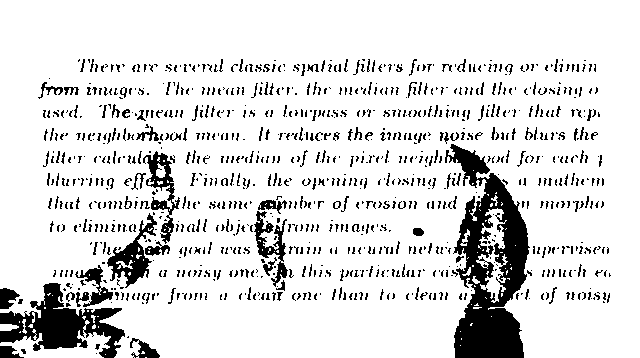 There are several classic spatial filters for reducing or elimin
from images. The mean filter, the median filter and the closing o
used. The mean filter is a lowpass or smoothing filter that repl
the neighborhood mean. It reduces the image noise but blurs the
filter calculates the median of the pixel neighborhood for each p
blurring effect. Finally, the opening closing filter is a mathem
that combines the same number of erosion and dilation morpho
to eliminate small objects from images.
The main goal was to train a neural network in a supervised
image from a noisy one. In this particular case it is much ea
noisy image from a clean one than to clean a subset of noisy